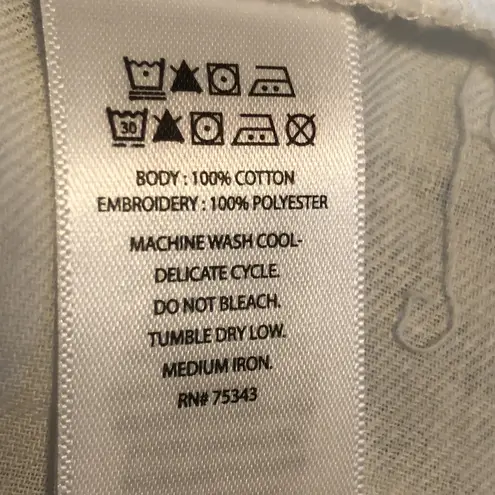 30
BODY : 100% COTTON
EMBROIDERY : 100% POLYESTER
MACHINE WASH COOL-
DELICATE CYCLE.
DO NOT BLEACH.
TUMBLE DRY LOW.
MEDIUM IRON.
RN# 75343